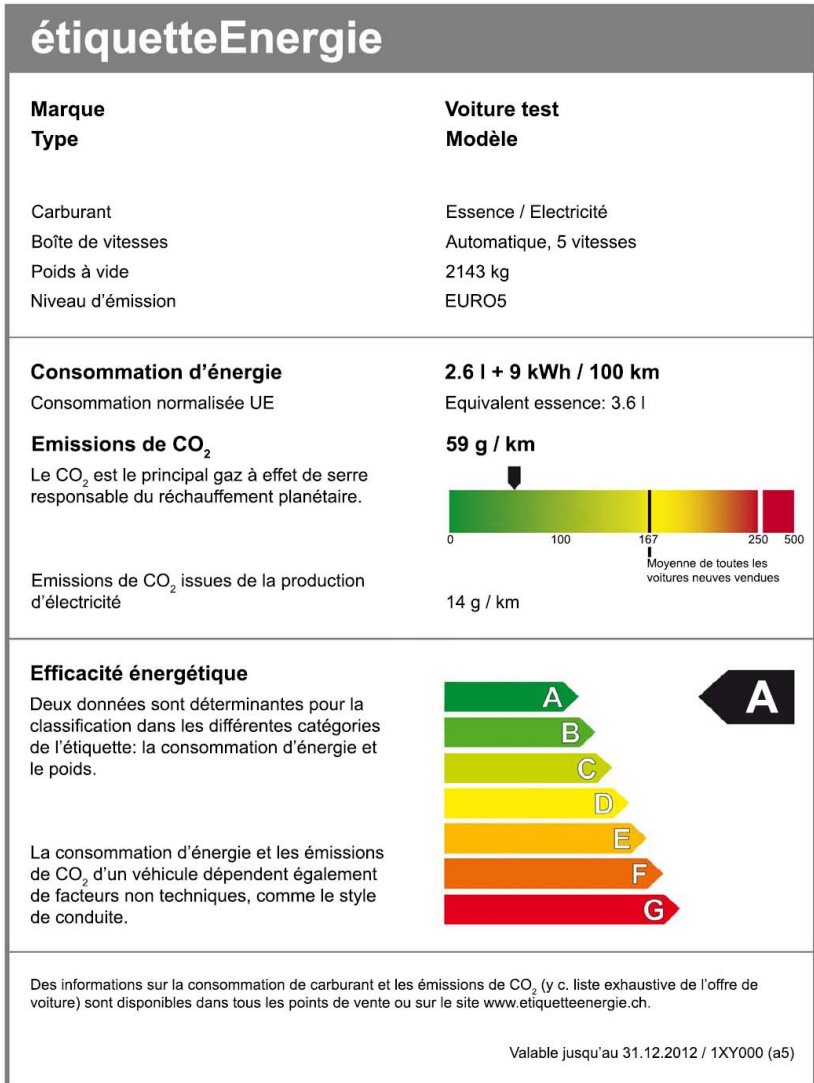 étiquetteEnergie
Marque Voiture test
Type Modèle
Carburant Essence / Electricité
Boîte de vitesses Automatique, 5 vitesses
Poids à vide 2143 kg
Niveau d'émission EURO5
Consommation d'énergie 2.6 l + 9 kWh / 100 km
Consommation normalisée UE Equivalent essence: 3.6 l
Emissions de CO₂ 59 g / km
Le CO₂ est le principal gaz à effet de serre
responsable du réchauffement planétaire.
0 100 167 250 500
Moyenne de toutes les
voitures neuves vendues
Emissions de CO₂ issues de la production
d'électricité 14 g / km
Efficacité énergétique
Deux données sont déterminantes pour la
classification dans les différentes catégories
de l'étiquette: la consommation d'énergie et
le poids.
La consommation d'énergie et les émissions
de CO₂ d'un véhicule dépendent également
de facteurs non techniques, comme le style
de conduite.
A
A
B
C
D
E
F
G
Des informations sur la consommation de carburant et les émissions de CO₂ (y c. liste exhaustive de l'offre de
voiture) sont disponibles dans tous les points de vente ou sur le site www.etiquetteenergie.ch.
Valable jusqu'au 31.12.2012 / 1XY000 (a5)